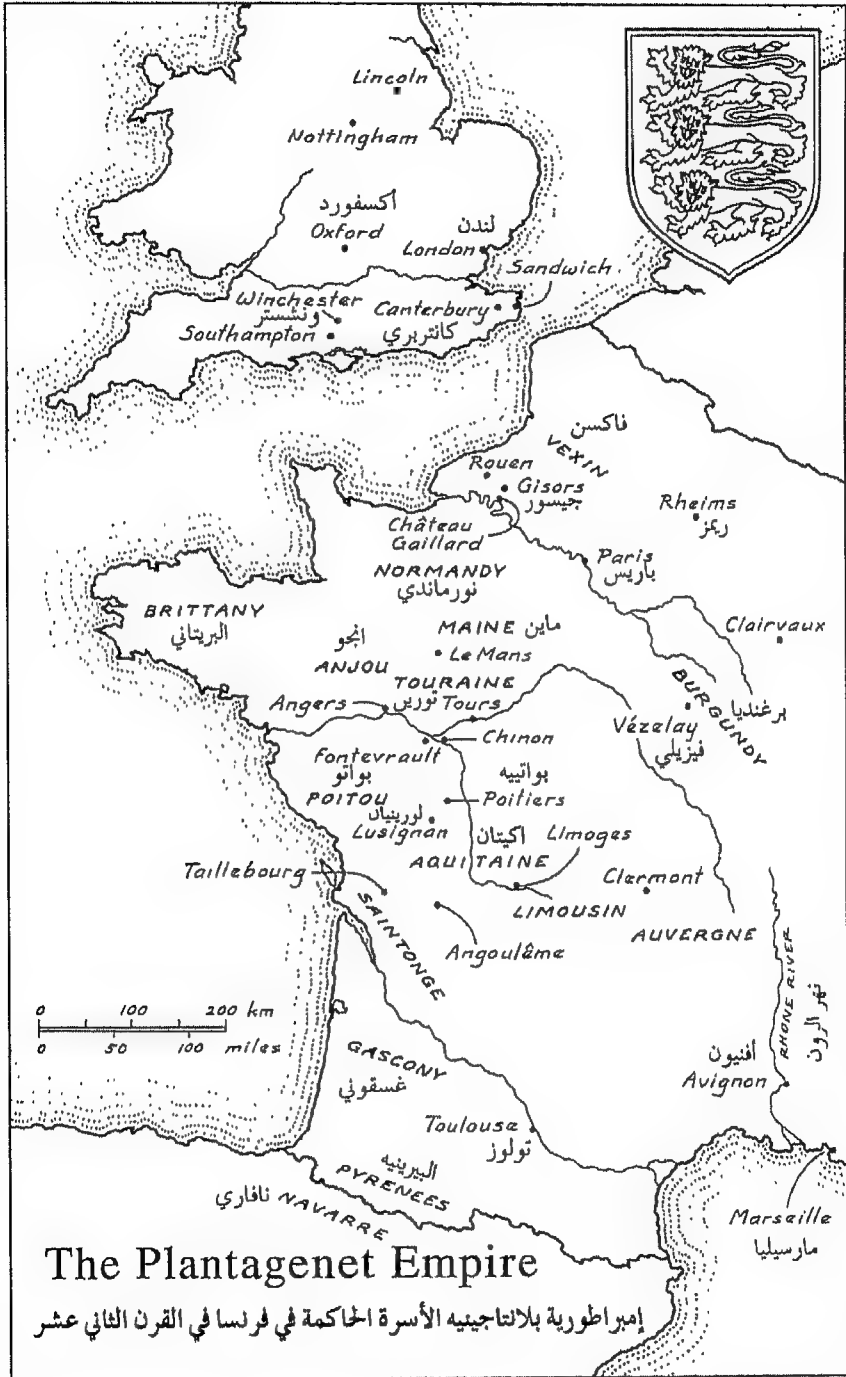 Lincoln
Nottingham
أكسفورد
Oxford
لندن
London
Sandwich
Winchester
ونشستر
Southampton
Canterbury
كانتربري
فاكسن
VEXIN
Rouen
Gisors
جيسور
Rheims
ريمز
Château
Gaillard
Paris
باريس
NORMANDY
نورماندي
BRITTANY
البريتاني
MAINE ماين
انجو
ANJOU
Le Mans
Clairvaux
TOURAINE
تورين Tours
Angers
BURGUNDY
برغنديا
Vézelay
فيزيلي
Chinon
Fontevrault
بواتو
POITOU
بواتييه
Poitiers
Lusignan
اكيتان
AQUITAINE
Limoges
LIMOUSIN
Taillebourg
SAINTONGE
Clermont
AUVERGNE
Angoulême
0 100 200 km
0 50 100 miles
RHONE RIVER
نهر الرون
GASCONY
غسقوني
أفنيون
Avignon
Toulouse
تولوز
البيرينيه
PYRENEES
نافاري NAVARRE
Marseille
مارسيليا
The Plantagenet Empire
إمبراطورية بلانتاجينيه الأسرة الحاكمة في فرنسا في القرن الثاني عشر